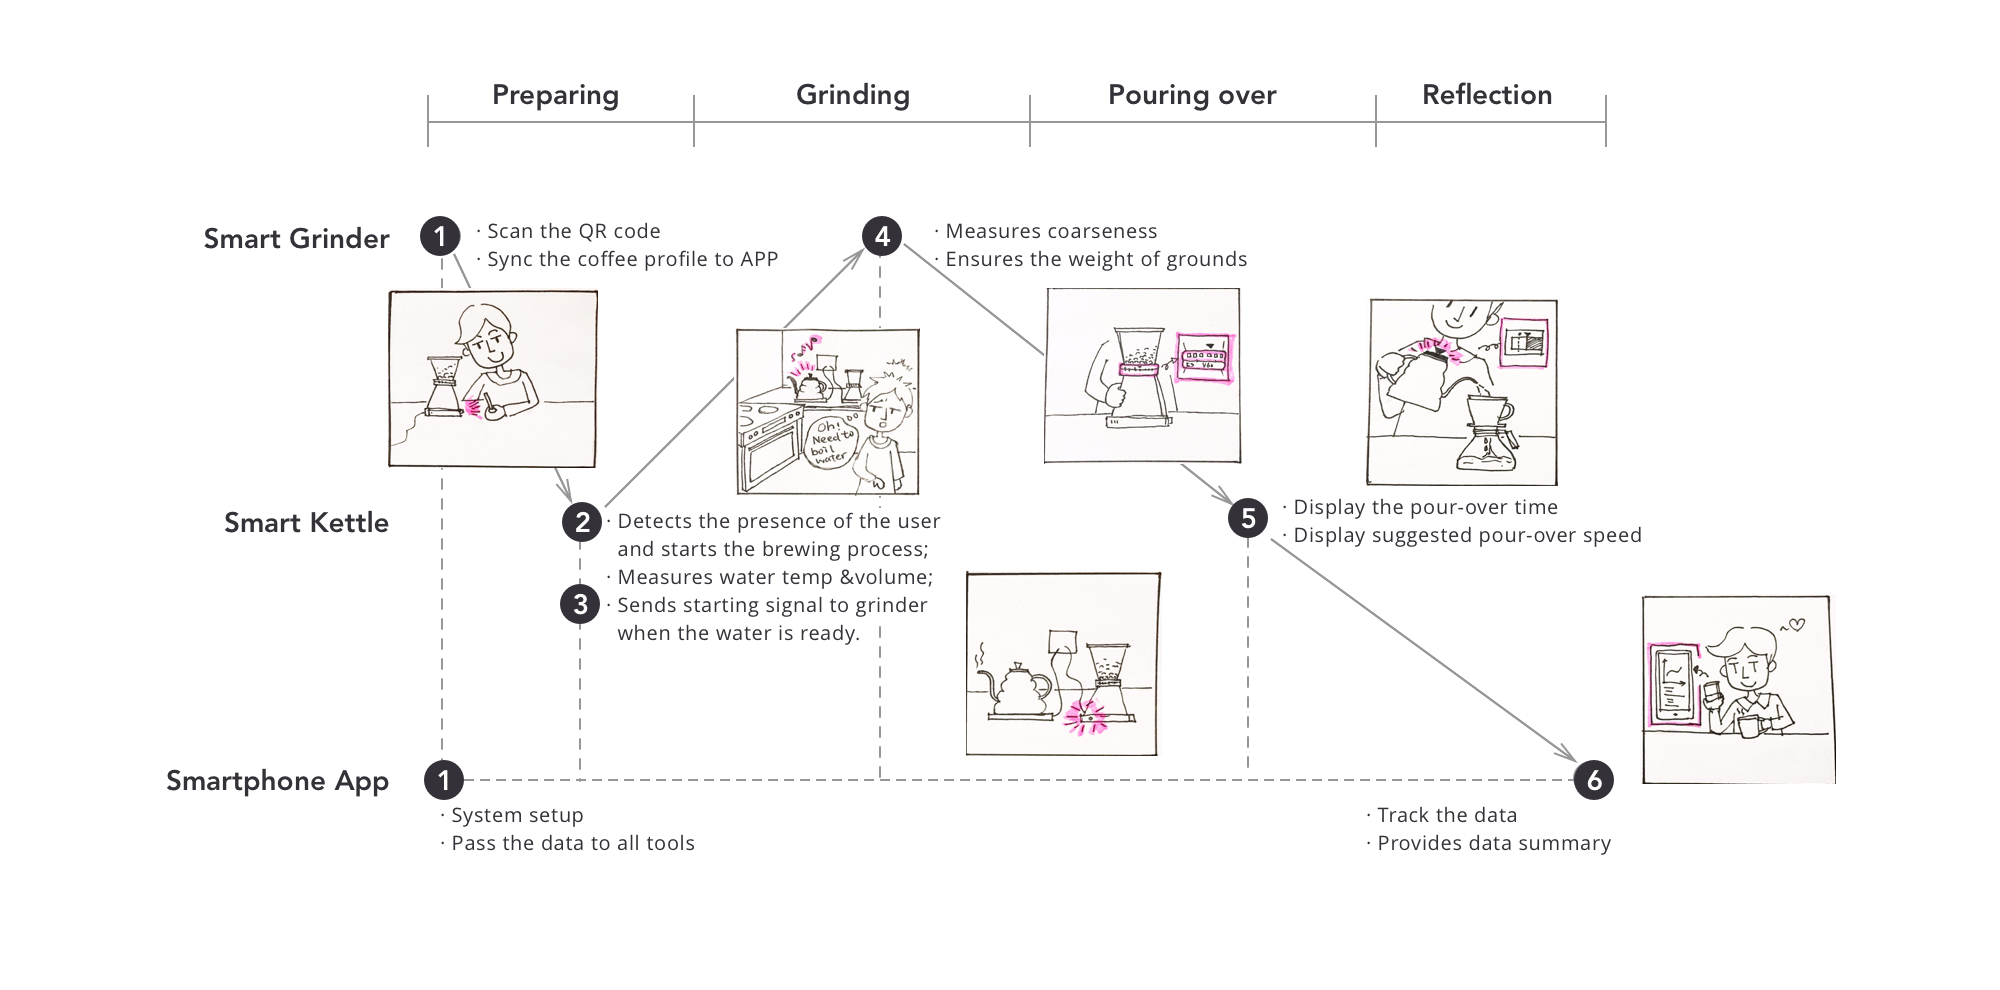 Preparing
Grinding
Pouring over
Reflection
Smart Grinder
1
· Scan the QR code
· Sync the coffee profile to APP
4
· Measures coarseness
· Ensures the weight of grounds
Oh!
Need to
boil
water
Smart Kettle
2
· Detects the presence of the user
and starts the brewing process;
· Measures water temp &volume;
3
· Sends starting signal to grinder
when the water is ready.
5
· Display the pour-over time
· Display suggested pour-over speed
Smartphone App
1
· System setup
· Pass the data to all tools
6
· Track the data
· Provides data summary